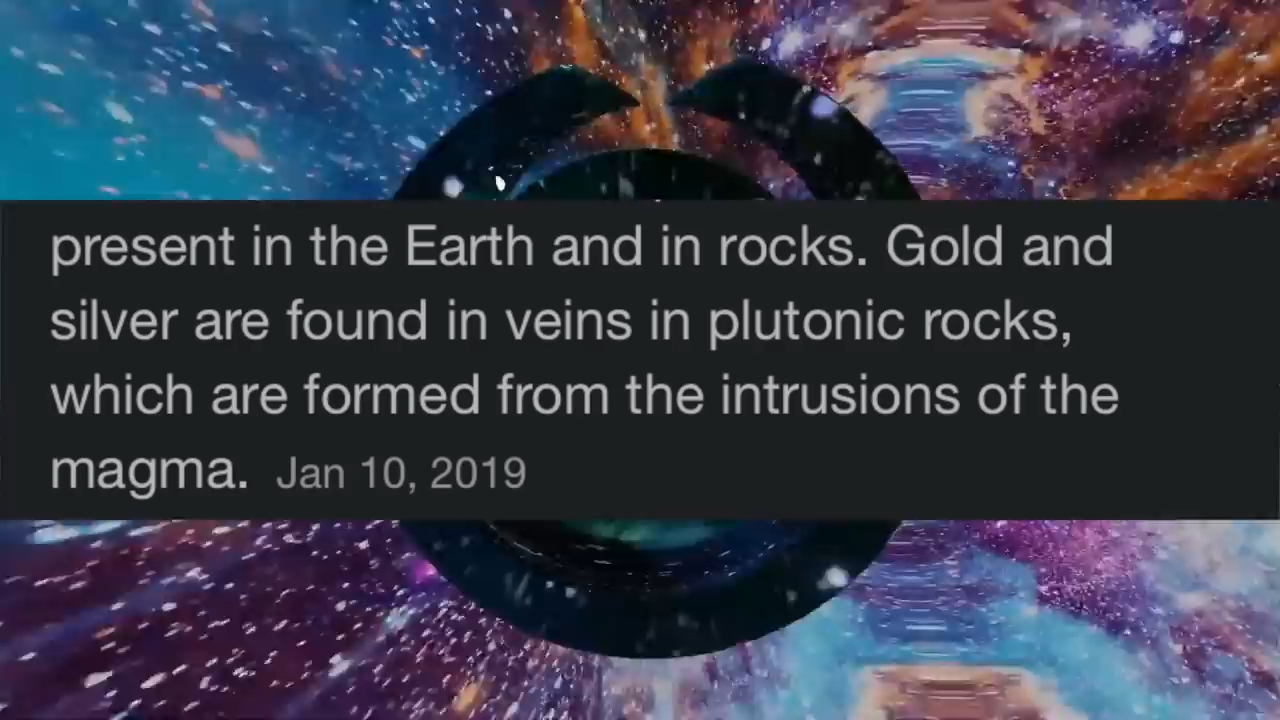 present in the Earth and in rocks. Gold and
silver are found in veins in plutonic rocks,
which are formed from the intrusions of the
magma. Jan 10, 2019